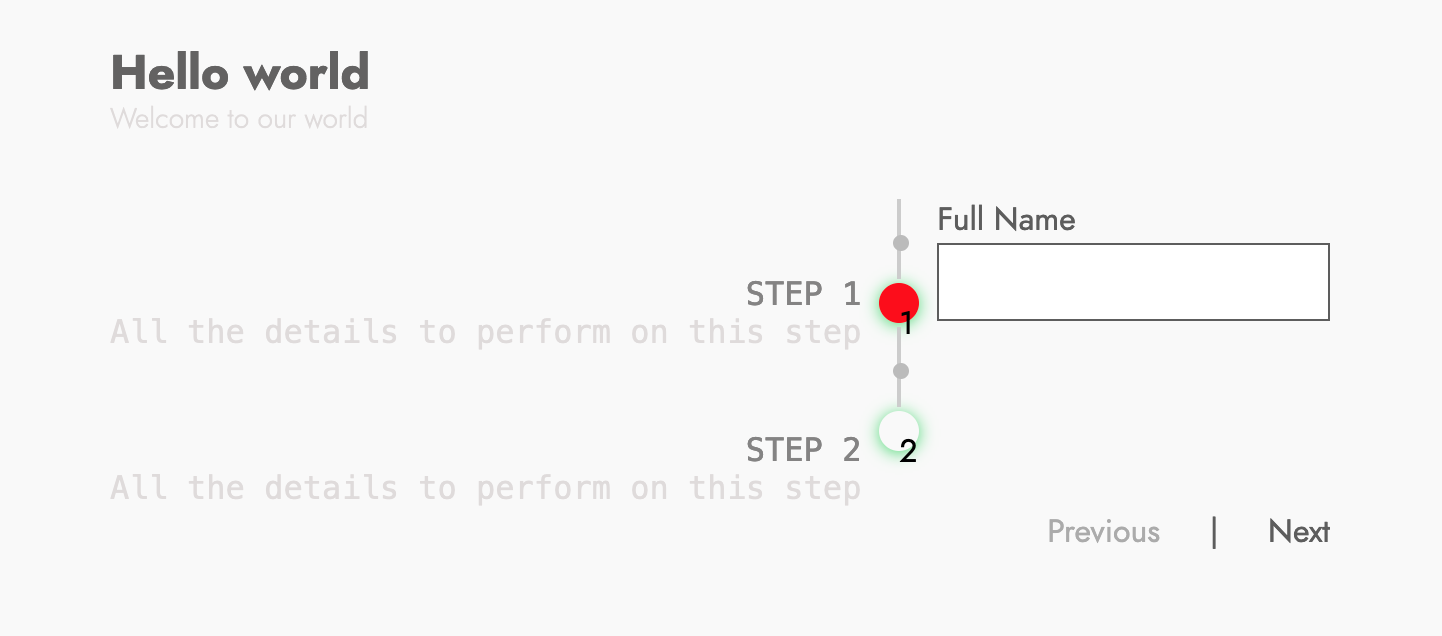 Hello world
Welcome to our world
Full Name
STEP 1
1
All the details to perform on this step
STEP 2
2
All the details to perform on this step
Previous | Next